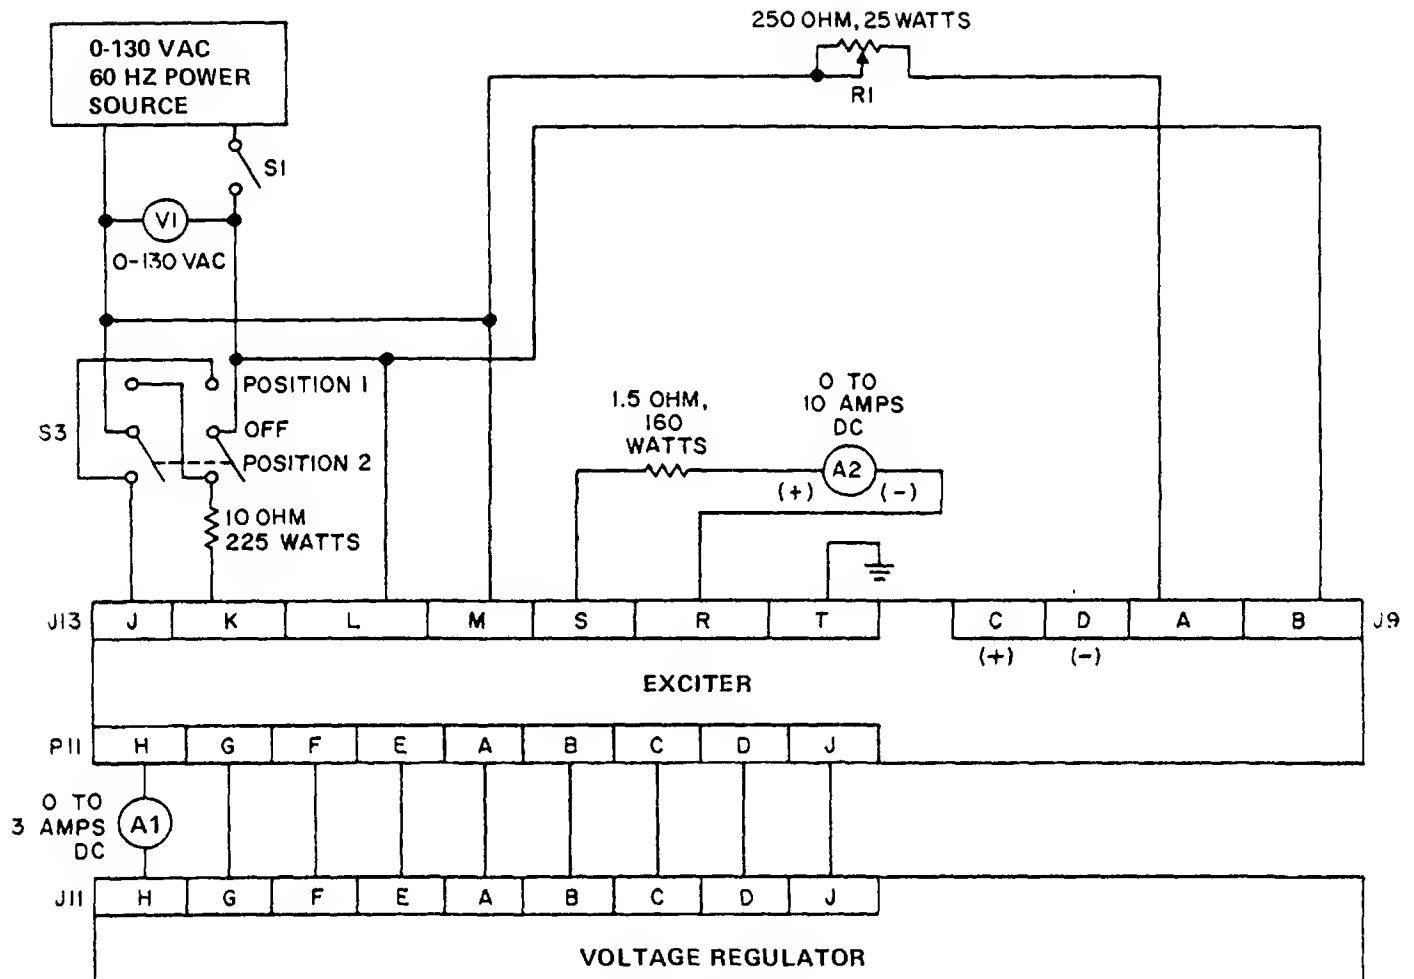 250 OHM, 25 WATTS
0-130 VAC
60 HZ POWER
SOURCE
R1
S1
V1
0-130 VAC
POSITION 1
S3
OFF
POSITION 2
10 OHM
225 WATTS
1.5 OHM,
160
WATTS
0 TO
10 AMPS
DC
A2
(+) (-)
J13 J K L M S R T C D A B J9
(+) (-)
EXCITER
P11 H G F E A B C D J
0 TO
3 AMPS
DC
A1
J11 H G F E A B C D J
VOLTAGE REGULATOR